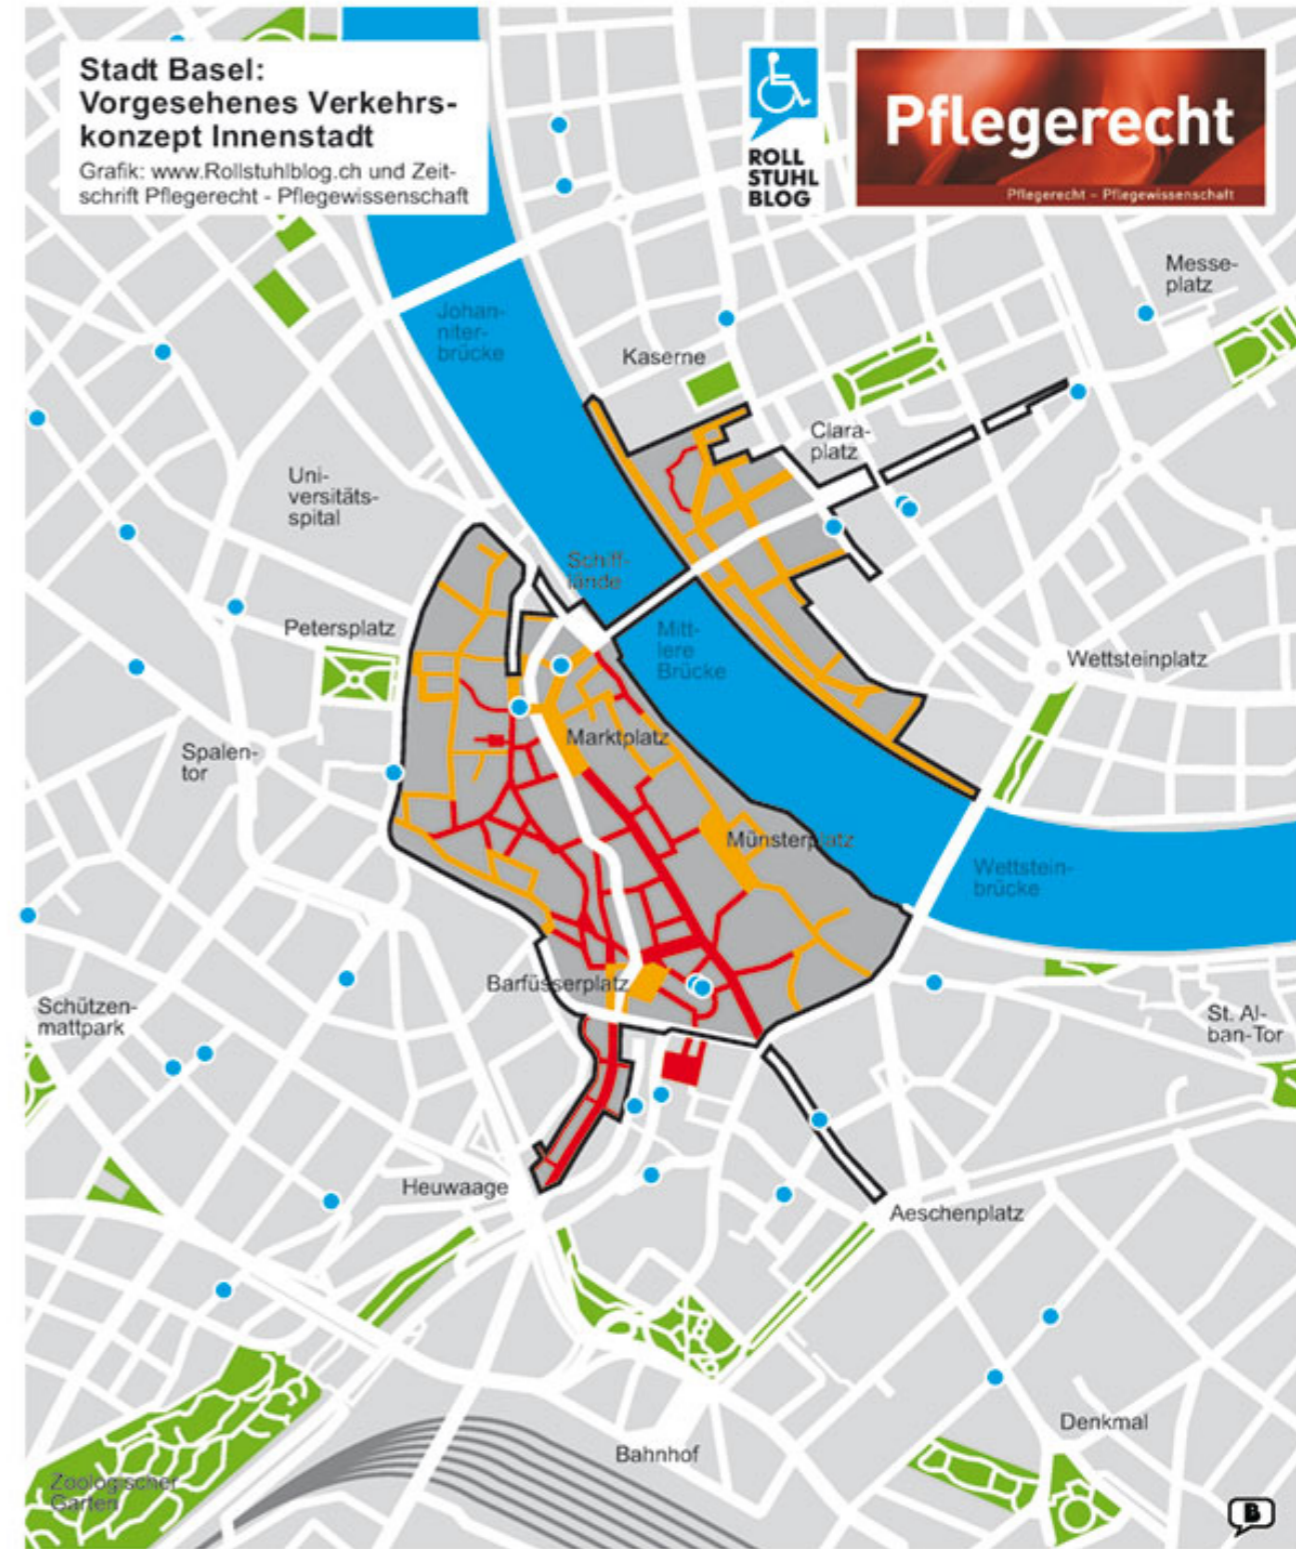 Stadt Basel:
Vorgesehenes Verkehrs-
konzept Innenstadt
Grafik: www.Rollstuhlblog.ch und Zeit-
schrift Pflegerecht - Pflegewissenschaft
ROLL
STUHL
BLOG
Pflegerecht
Pflegerecht – Pflegewissenschaft
Messe-
platz
Johan-
niter-
brücke
Kaserne
Clara-
platz
Uni-
versitäts-
spital
Schiff-
lände
Petersplatz
Mitt-
lere
Brücke
Wettsteinplatz
Spalen-
tor
Marktplatz
Münsterplatz
Wettstein-
brücke
Barfüsserplatz
Schützen-
mattpark
St. Al-
ban-Tor
Heuwaage
Aeschenplatz
Denkmal
Bahnhof
Zoologischer
Garten
B